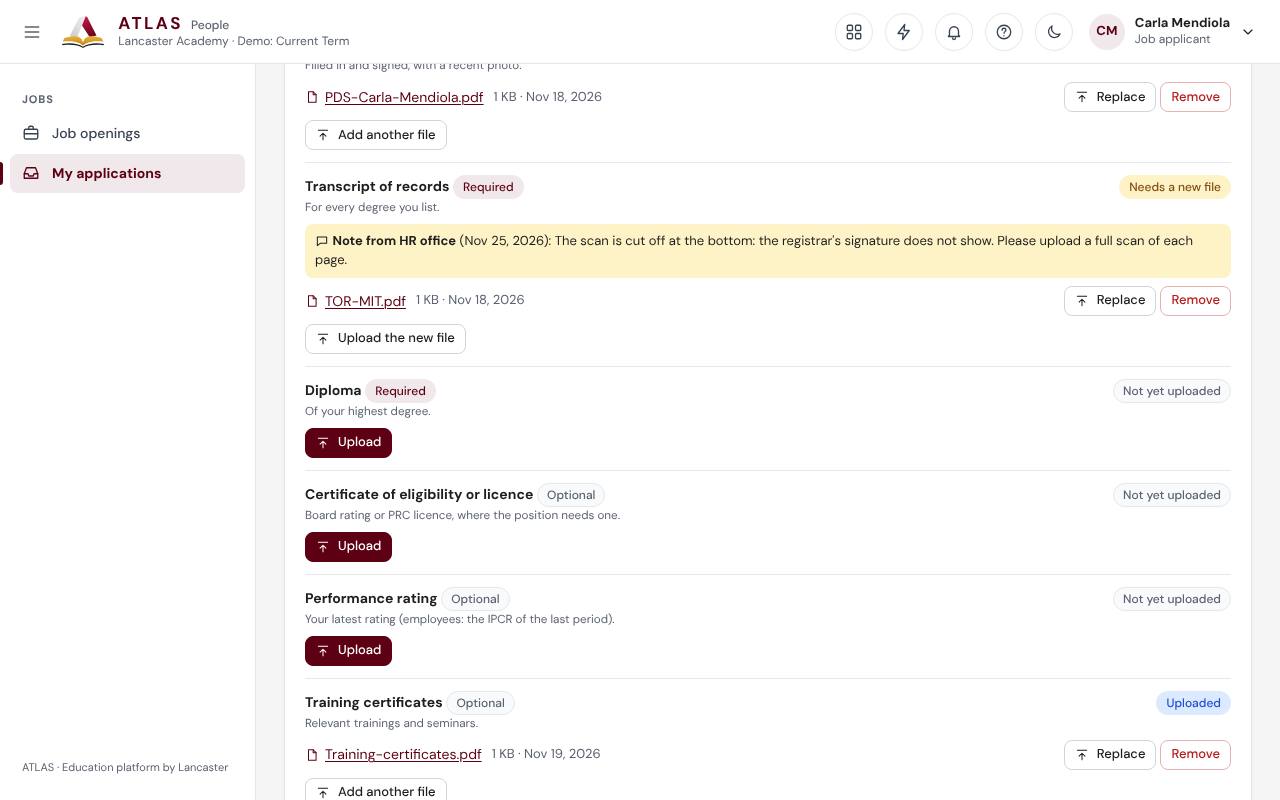 ATLAS People
Lancaster Academy · Demo: Current Term
CM
Carla Mendiola
Job applicant
JOBS
Job openings
My applications
ATLAS · Education platform by Lancaster
Filled in and signed, with a recent photo.
PDS-Carla-Mendiola.pdf 1 KB · Nov 18, 2026 Replace Remove
Add another file
Transcript of records Required Needs a new file
For every degree you list.
Note from HR office (Nov 25, 2026): The scan is cut off at the bottom: the registrar's signature does not show. Please upload a full scan of each
page.
TOR-MIT.pdf 1 KB · Nov 18, 2026 Replace Remove
Upload the new file
Diploma Required Not yet uploaded
Of your highest degree.
Upload
Certificate of eligibility or licence Optional Not yet uploaded
Board rating or PRC licence, where the position needs one.
Upload
Performance rating Optional Not yet uploaded
Your latest rating (employees: the IPCR of the last period).
Upload
Training certificates Optional Uploaded
Relevant trainings and seminars.
Training-certificates.pdf 1 KB · Nov 19, 2026 Replace Remove
Add another file